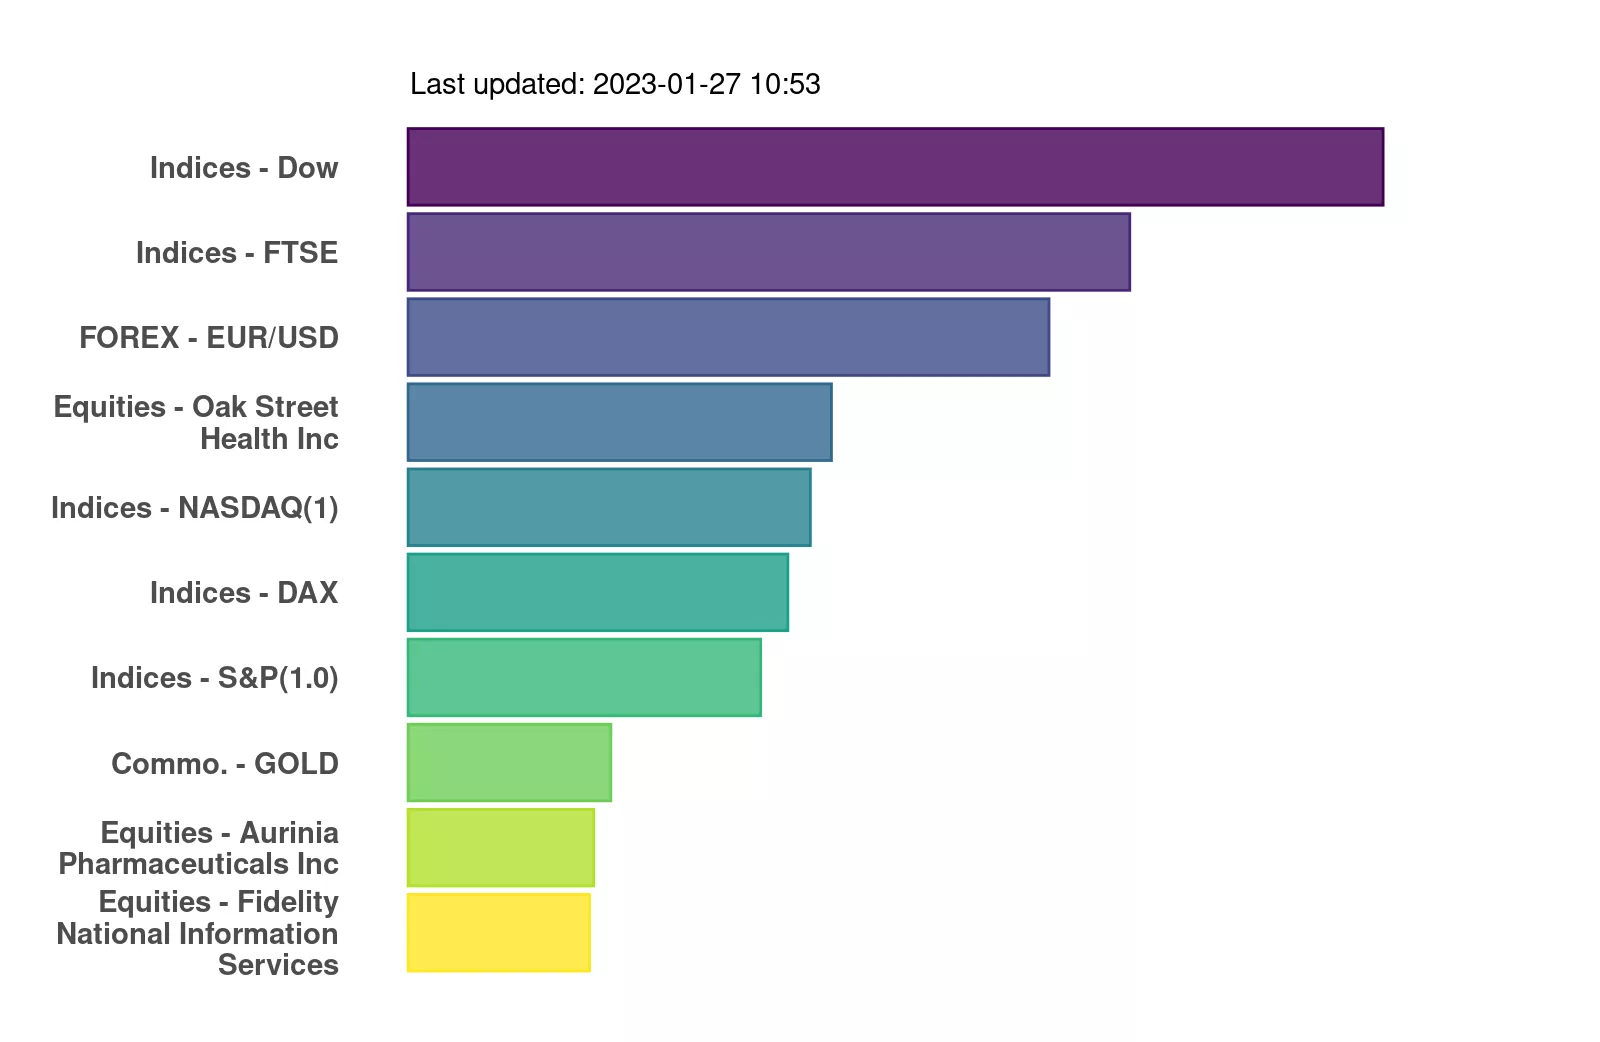 Last updated: 2023-01-27 10:53
Indices - Dow
Indices - FTSE
FOREX - EUR/USD
Equities - Oak Street
Health Inc
Indices - NASDAQ(1)
Indices - DAX
Indices - S&P(1.0)
Commo. - GOLD
Equities - Aurinia
Pharmaceuticals Inc
Equities - Fidelity
National Information
Services